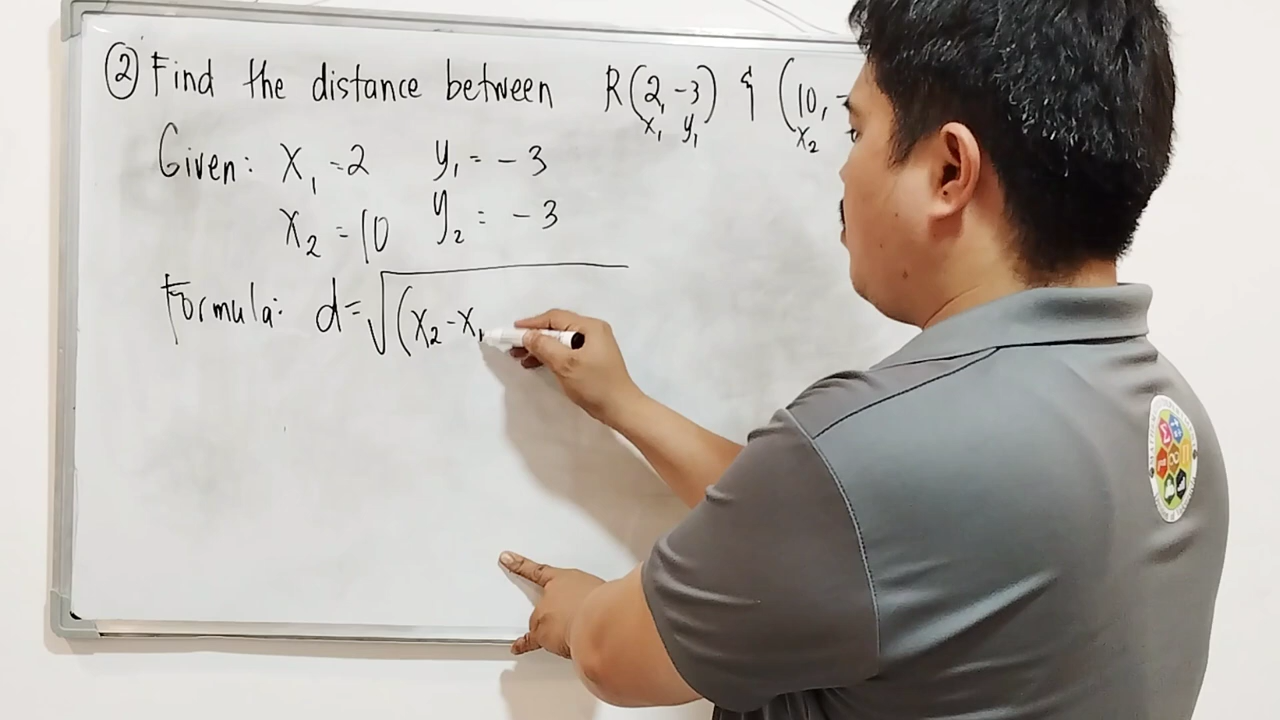 ② Find the distance between R(2, -3) & (10, -
x₁ y₁ x₂
Given: X₁ = 2 y₁ = -3
X₂ = 10 y₂ = -3
Formula: d = √(X₂ - X₁